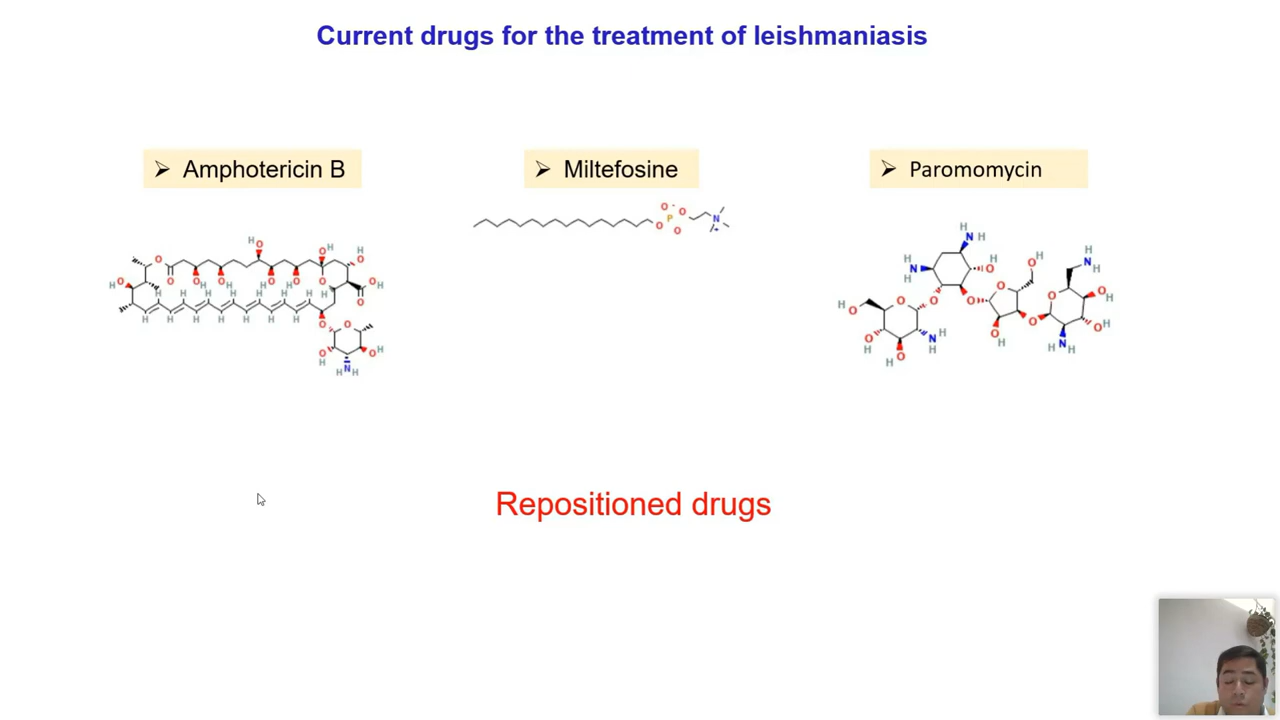 Current drugs for the treatment of leishmaniasis
➢ Amphotericin B
➢ Miltefosine
➢ Paromomycin
Repositioned drugs